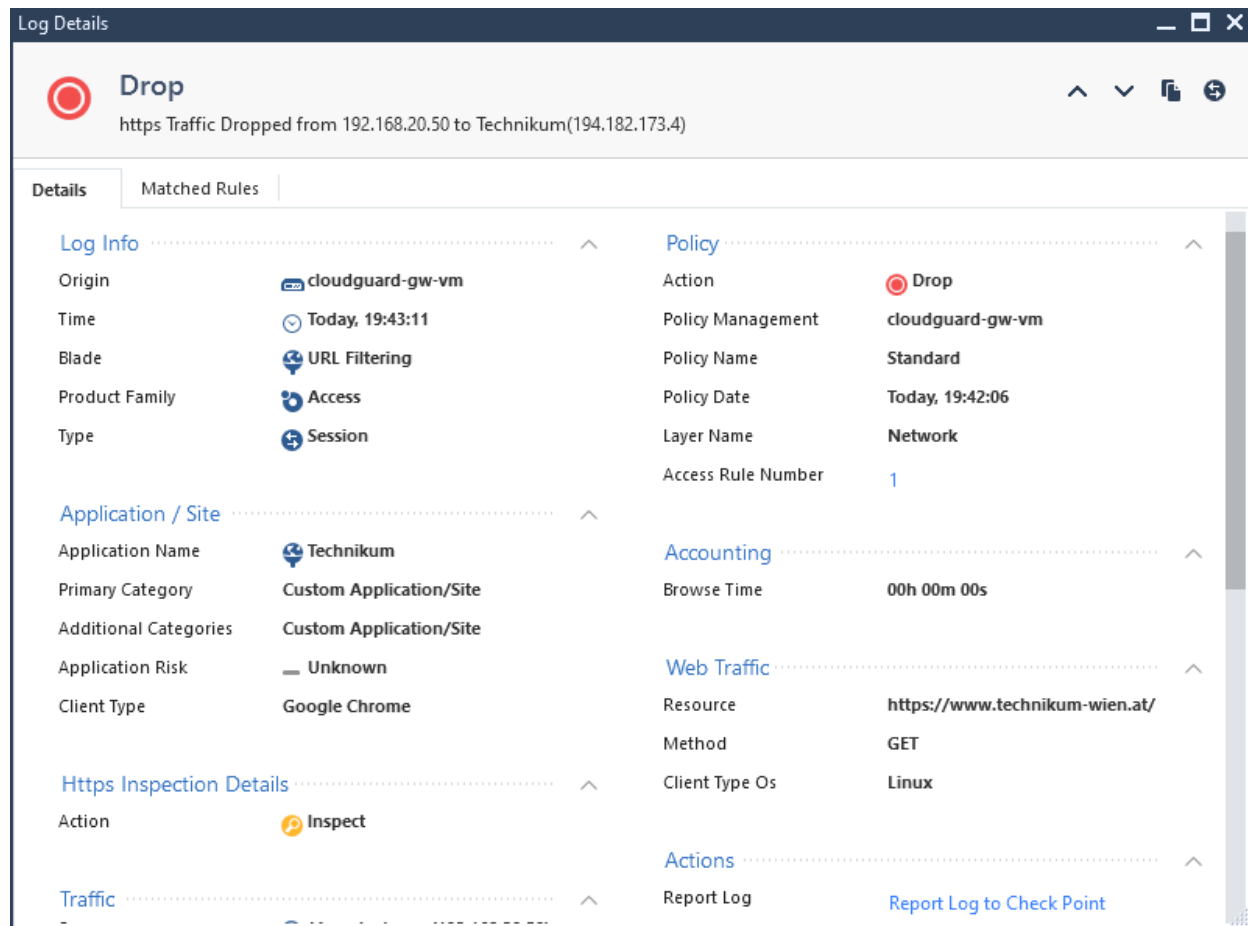 Log Details
Drop
https Traffic Dropped from 192.168.20.50 to Technikum(194.182.173.4)
Details
Matched Rules
Log Info
Origin cloudguard-gw-vm
Time Today, 19:43:11
Blade URL Filtering
Product Family Access
Type Session
Application / Site
Application Name Technikum
Primary Category Custom Application/Site
Additional Categories Custom Application/Site
Application Risk Unknown
Client Type Google Chrome
Https Inspection Details
Action Inspect
Traffic
Policy
Action Drop
Policy Management cloudguard-gw-vm
Policy Name Standard
Policy Date Today, 19:42:06
Layer Name Network
Access Rule Number 1
Accounting
Browse Time 00h 00m 00s
Web Traffic
Resource https://www.technikum-wien.at/
Method GET
Client Type Os Linux
Actions
Report Log Report Log to Check Point